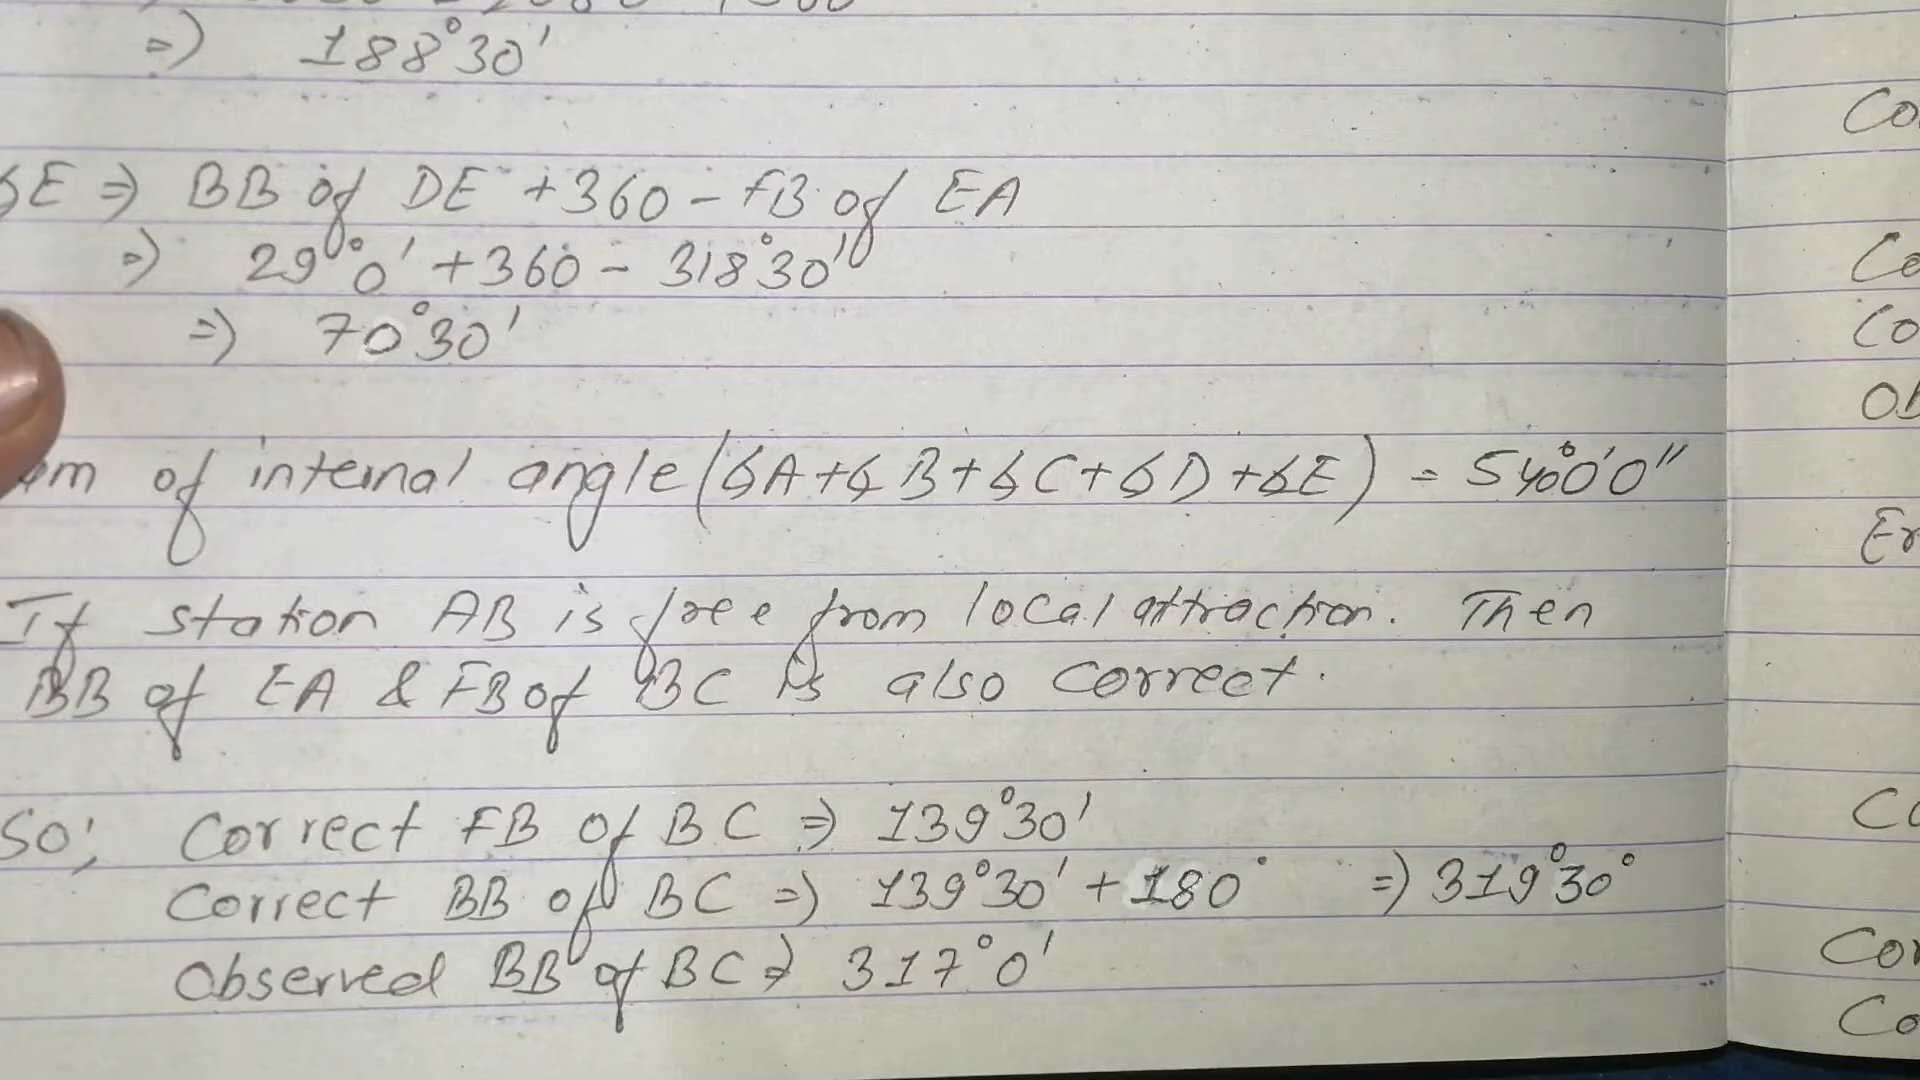 => 188°30'
∠E => BB of DE +360 - FB of EA
=> 29°0' +360 - 318°30'
=> 70°30'
of internal angle (∠A+∠B+∠C+∠D+∠E) = 540°0'0"
If station AB is free from local attraction. Then
BB of EA & FB of BC is also correct.
So; Correct FB of BC => 139°30'
Correct BB of BC => 139°30' + 180° => 319°30°
Observed BB of BC => 317°0'